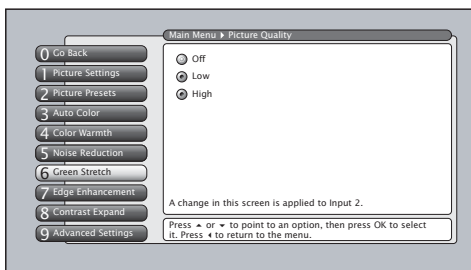 Main Menu ▸ Picture Quality
0 Go Back
1 Picture Settings
2 Picture Presets
3 Auto Color
4 Color Warmth
5 Noise Reduction
6 Green Stretch
7 Edge Enhancement
8 Contrast Expand
9 Advanced Settings
Off
Low
High
A change in this screen is applied to Input 2.
Press ▲ or ▼ to point to an option, then press OK to select
it. Press ◀ to return to the menu.